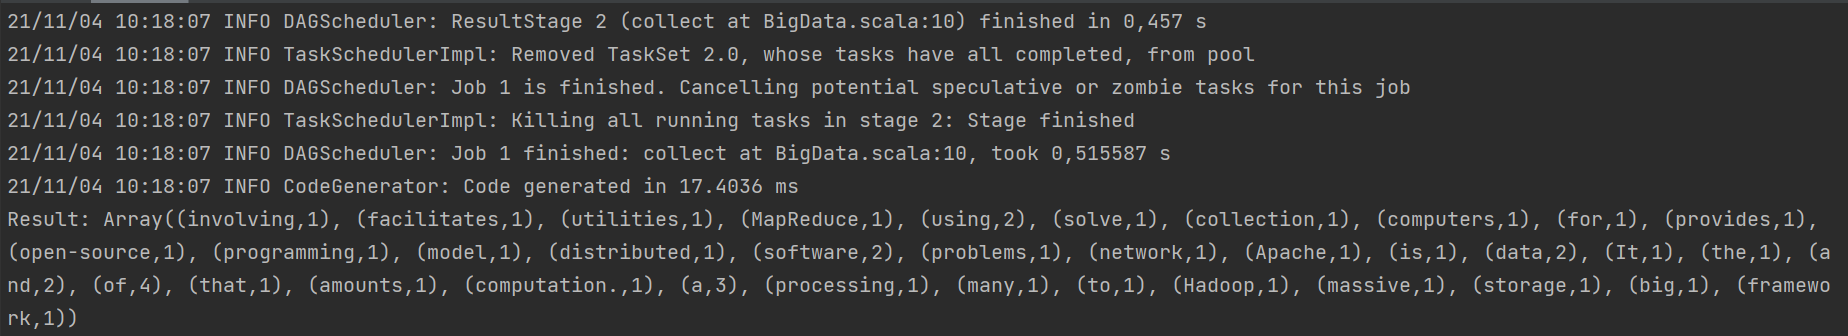 21/11/04 10:18:07 INFO DAGScheduler: ResultStage 2 (collect at BigData.scala:10) finished in 0,457 s
21/11/04 10:18:07 INFO TaskSchedulerImpl: Removed TaskSet 2.0, whose tasks have all completed, from pool
21/11/04 10:18:07 INFO DAGScheduler: Job 1 is finished. Cancelling potential speculative or zombie tasks for this job
21/11/04 10:18:07 INFO TaskSchedulerImpl: Killing all running tasks in stage 2: Stage finished
21/11/04 10:18:07 INFO DAGScheduler: Job 1 finished: collect at BigData.scala:10, took 0,515587 s
21/11/04 10:18:07 INFO CodeGenerator: Code generated in 17.4036 ms
Result: Array((involving,1), (facilitates,1), (utilities,1), (MapReduce,1), (using,2), (solve,1), (collection,1), (computers,1), (for,1), (provides,1),
(open-source,1), (programming,1), (model,1), (distributed,1), (software,2), (problems,1), (network,1), (Apache,1), (is,1), (data,2), (It,1), (the,1), (a
nd,2), (of,4), (that,1), (amounts,1), (computation.,1), (a,3), (processing,1), (many,1), (to,1), (Hadoop,1), (massive,1), (storage,1), (big,1), (framewo
rk,1))